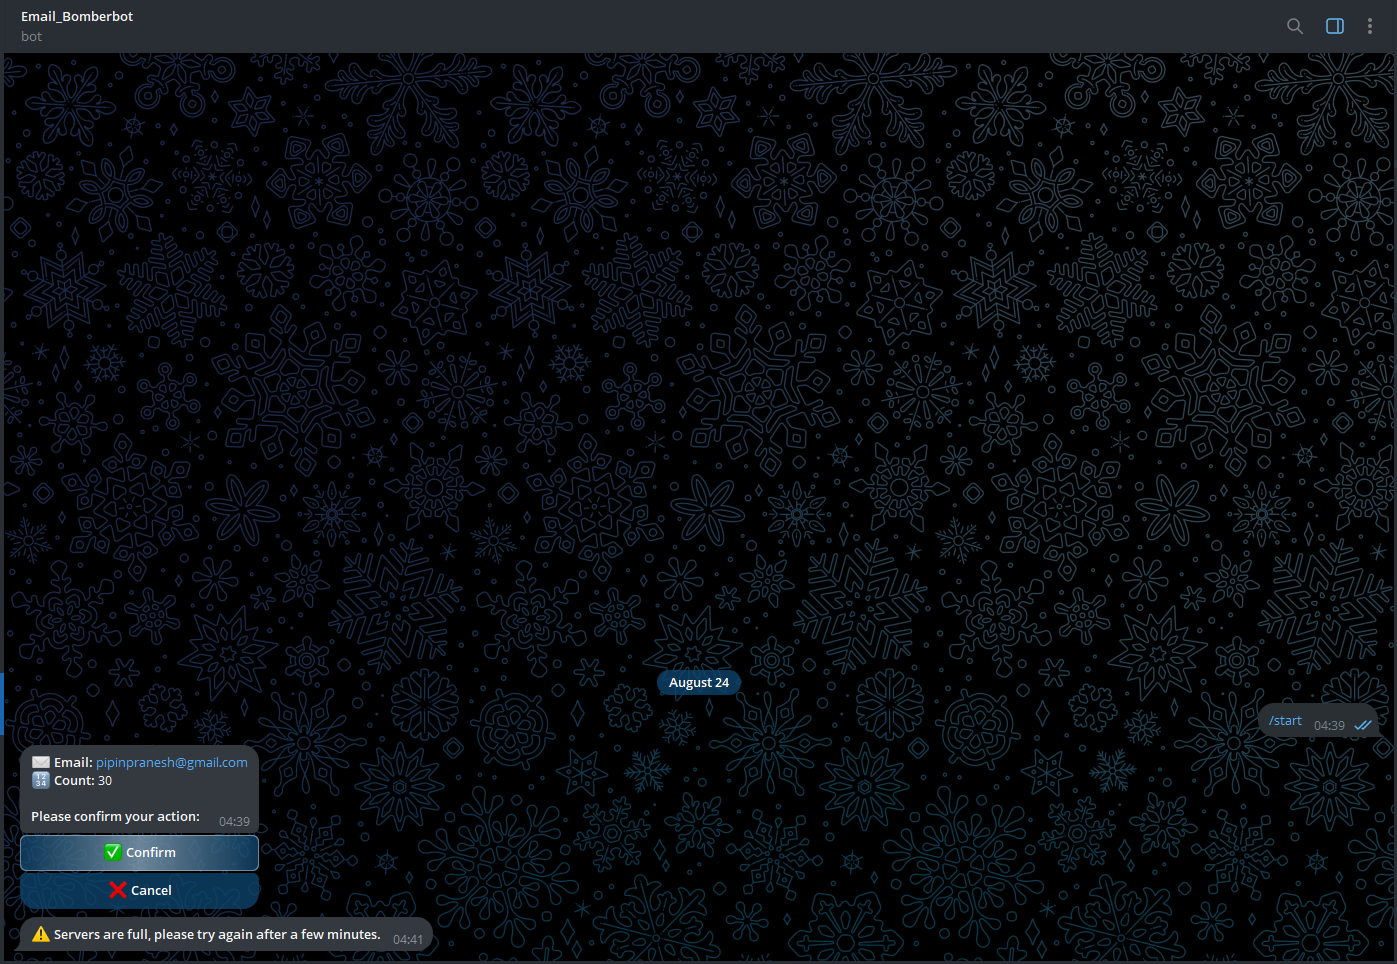 Email_Bomberbot
bot
August 24
/start 04:39
✉️ Email: pipinpranesh@gmail.com
🔢 Count: 30
Please confirm your action: 04:39
✅ Confirm
❌ Cancel
⚠️ Servers are full, please try again after a few minutes. 04:41